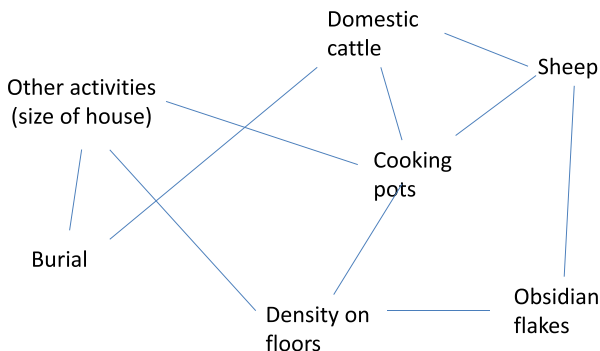 Domestic
cattle
Sheep
Other activities
(size of house)
Cooking
pots
Burial
Density on
floors
Obsidian
flakes